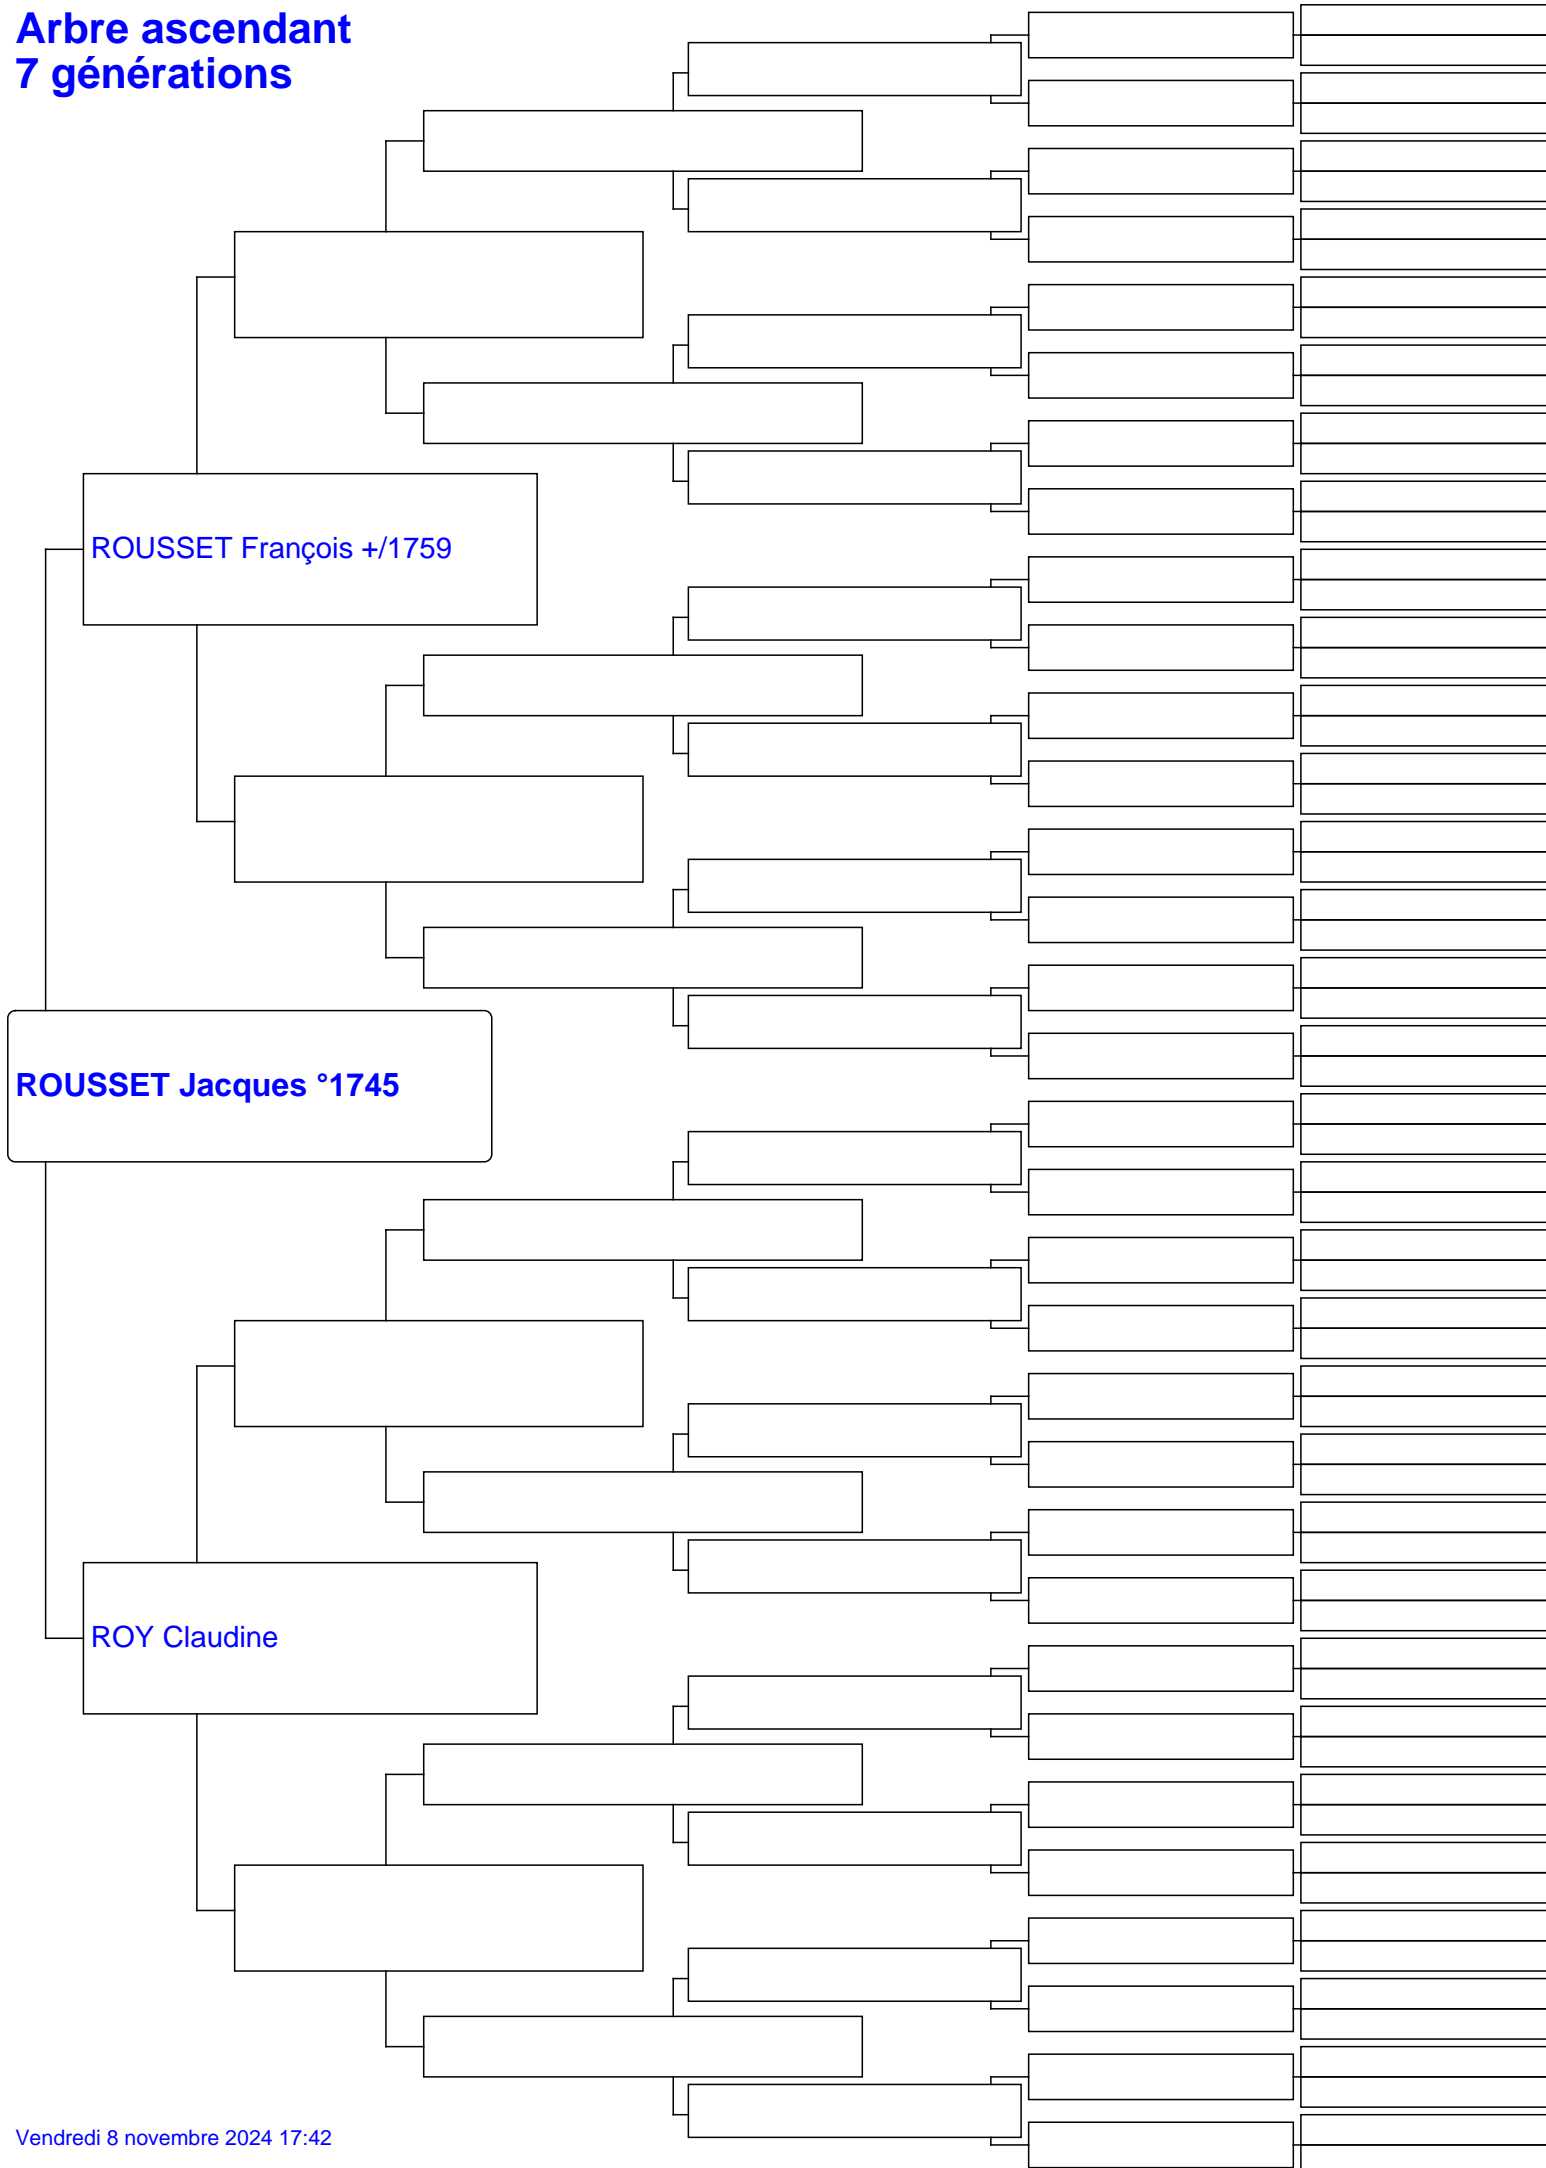 Arbre ascendant
7 générations
ROUSSET François +/1759
ROUSSET Jacques °1745
ROY Claudine
Vendredi 8 novembre 2024 17:42